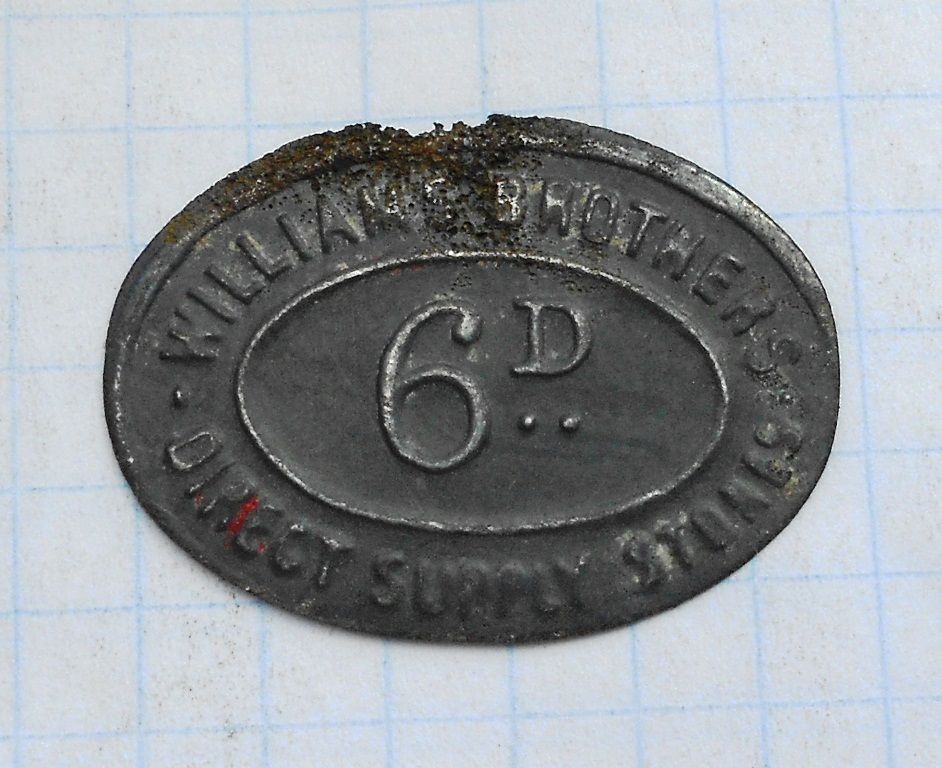 WILLIAMS BROTHERS
6D
· DIRECT SUPPLY STORES ·